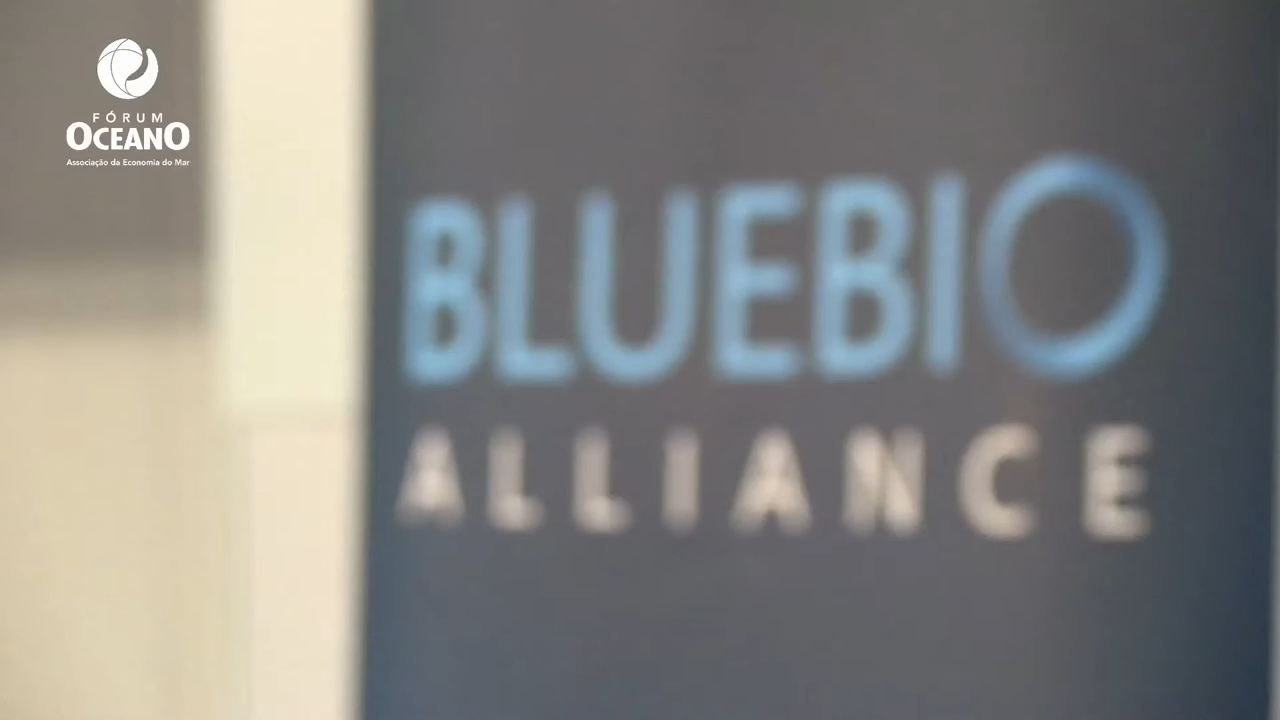 FÓRUM
OCEANO
Associação da Economia do Mar
BLUEBIO
ALLIANCE